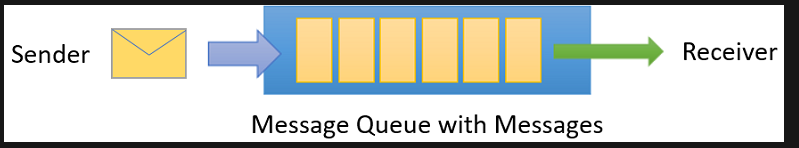 Sender
Receiver
Message Queue with Messages